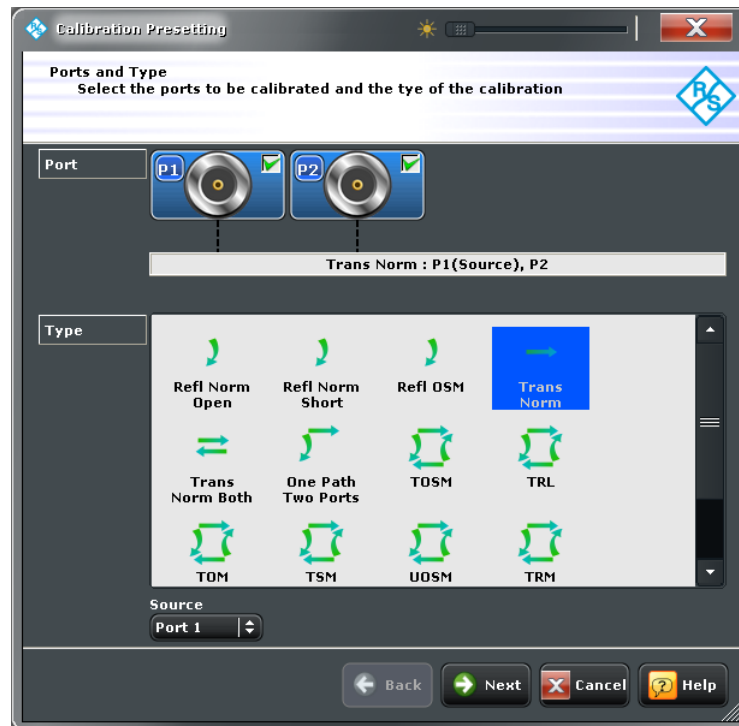 Calibration Presetting
Ports and Type
Select the ports to be calibrated and the tye of the calibration
R&S
Port
P1
P2
Trans Norm : P1(Source), P2
Type
Refl Norm Open
Refl Norm Short
Refl OSM
Trans Norm
Trans Norm Both
One Path Two Ports
TOSM
TRL
TOM
TSM
UOSM
TRM
Source
Port 1
Back
Next
Cancel
Help